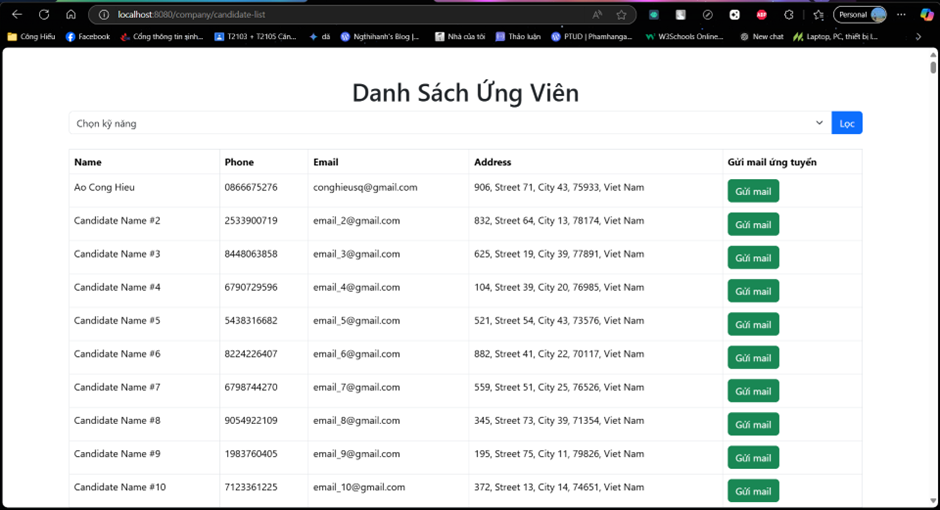 localhost:8080/company/candidate-list
Personal
Công Hiếu Facebook Cổng thông tin sinh... T2103 + T2105 Căn... dà Ngthihanh's Blog |... Nhà của tôi Thảo luận PTUD | Phamhanga... W3Schools Online... New chat Laptop, PC, thiết bị l...
Danh Sách Ứng Viên
Chọn kỹ năng Lọc
Name Phone Email Address Gửi mail ứng tuyển
Ao Cong Hieu 0866675276 conghieusq@gmail.com 906, Street 71, City 43, 75933, Viet Nam Gửi mail
Candidate Name #2 2533900719 email_2@gmail.com 832, Street 64, City 13, 78174, Viet Nam Gửi mail
Candidate Name #3 8448063858 email_3@gmail.com 625, Street 19, City 39, 77891, Viet Nam Gửi mail
Candidate Name #4 6790729596 email_4@gmail.com 104, Street 39, City 20, 76985, Viet Nam Gửi mail
Candidate Name #5 5438316682 email_5@gmail.com 521, Street 54, City 43, 73576, Viet Nam Gửi mail
Candidate Name #6 8224226407 email_6@gmail.com 882, Street 41, City 22, 70117, Viet Nam Gửi mail
Candidate Name #7 6798744270 email_7@gmail.com 559, Street 51, City 25, 76526, Viet Nam Gửi mail
Candidate Name #8 9054922109 email_8@gmail.com 345, Street 73, City 39, 71354, Viet Nam Gửi mail
Candidate Name #9 1983760405 email_9@gmail.com 195, Street 75, City 11, 79826, Viet Nam Gửi mail
Candidate Name #10 7123361225 email_10@gmail.com 372, Street 13, City 14, 74651, Viet Nam Gửi mail